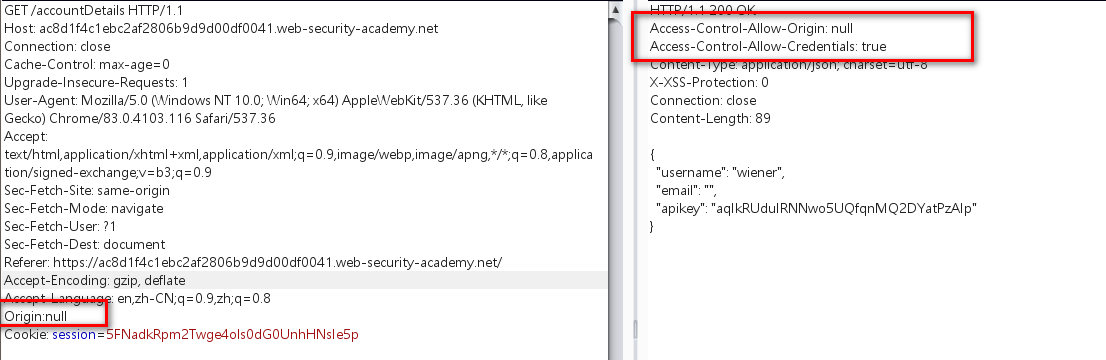 GET /accountDetails HTTP/1.1
Host: ac8d1f4c1ebc2af2806b9d9d00df0041.web-security-academy.net
Connection: close
Cache-Control: max-age=0
Upgrade-Insecure-Requests: 1
User-Agent: Mozilla/5.0 (Windows NT 10.0; Win64; x64) AppleWebKit/537.36 (KHTML, like
Gecko) Chrome/83.0.4103.116 Safari/537.36
Accept:
text/html,application/xhtml+xml,application/xml;q=0.9,image/webp,image/apng,*/*;q=0.8,applica
tion/signed-exchange;v=b3;q=0.9
Sec-Fetch-Site: same-origin
Sec-Fetch-Mode: navigate
Sec-Fetch-User: ?1
Sec-Fetch-Dest: document
Referer: https://ac8d1f4c1ebc2af2806b9d9d00df0041.web-security-academy.net/
Accept-Encoding: gzip, deflate
Accept-Language: en,zh-CN;q=0.9,zh;q=0.8
Origin:null
Cookie: session=5FNadkRpm2Twge4oIs0dG0UnhHNsIe5p
HTTP/1.1 200 OK
Access-Control-Allow-Origin: null
Access-Control-Allow-Credentials: true
Content-Type: application/json; charset=utf-8
X-XSS-Protection: 0
Connection: close
Content-Length: 89
{
"username": "wiener",
"email": "",
"apikey": "aqIkRUduIRNNwo5UQfqnMQ2DYatPzAIp"
}